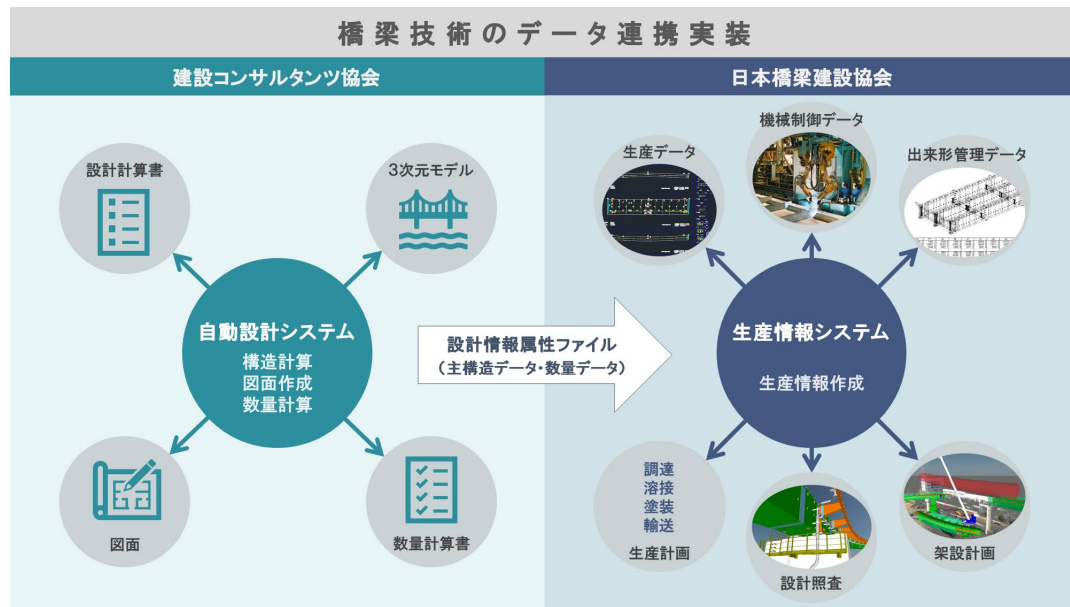 橋梁技術のデータ連携実装
建設コンサルタンツ協会
日本橋梁建設協会
設計計算書
3次元モデル
自動設計システム
構造計算
図面作成
数量計算
図面
数量計算書
設計情報属性ファイル
（主構造データ・数量データ）
機械制御データ
生産データ
出来形管理データ
生産情報システム
生産情報作成
調達
溶接
塗装
輸送
生産計画
設計照査
架設計画